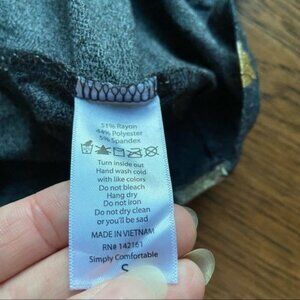 51% Rayon
44% Polyester
5% Spandex
Turn inside out
Hand wash cold
with like colors
Do not bleach
Hang dry
Do not iron
Do not dry clean
or you'll be sad
MADE IN VIETNAM
RN# 142161
Simply Comfortable
S